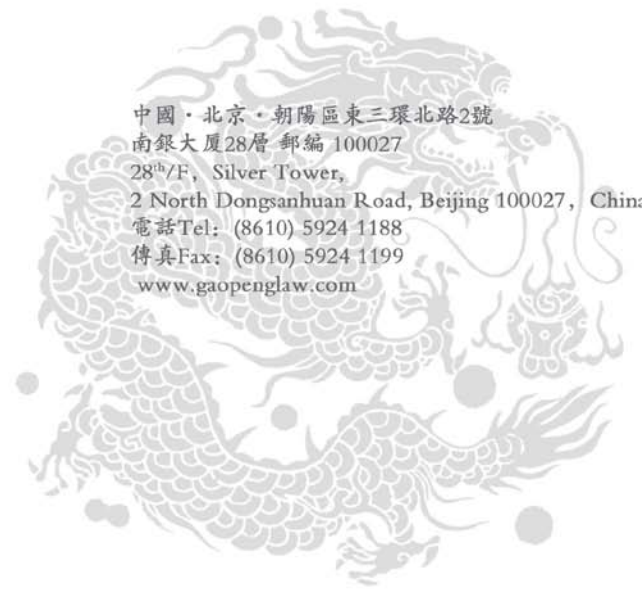 中國·北京·朝陽區東三環北路2號
南銀大厦28層 郵編 100027
28th/F, Silver Tower,
2 North Dongsanhuan Road, Beijing 100027, China
電話Tel: (8610) 5924 1188
傳真Fax: (8610) 5924 1199
www.gaopenglaw.com